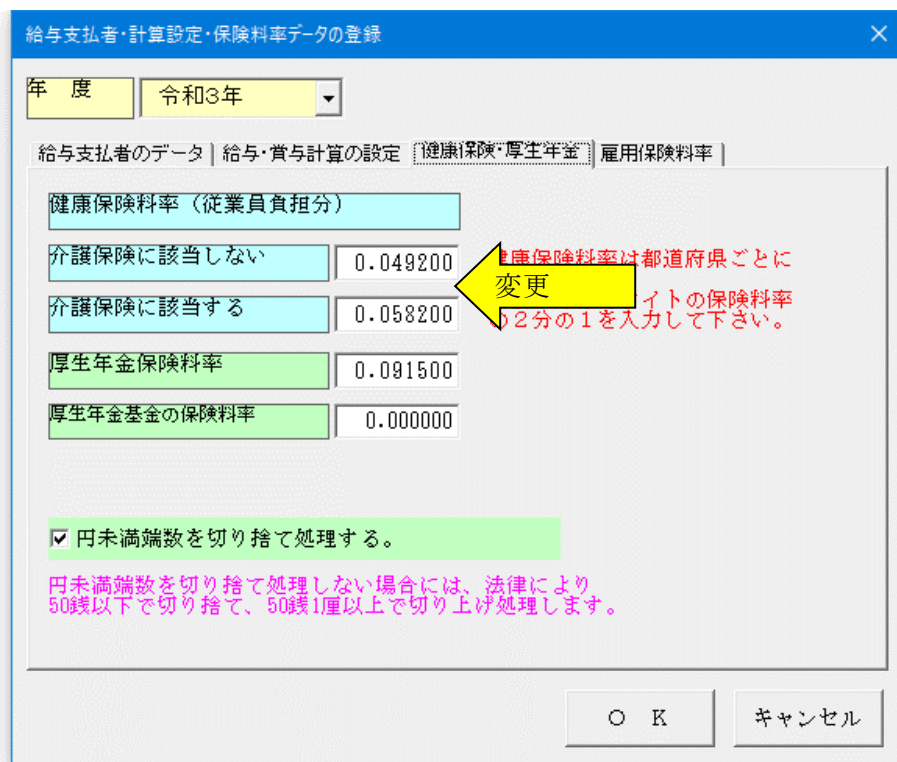 給与支払者・計算設定・保険料率データの登録
年 度
令和3年
給与支払者のデータ
給与・賞与計算の設定
健康保険・厚生年金
雇用保険料率
健康保険料率（従業員負担分）
介護保険に該当しない
0.049200
健康保険料率は都道府県ごとに
変更
介護保険に該当する
0.058200
イトの保険料率
の２分の１を入力して下さい。
厚生年金保険料率
0.091500
厚生年金基金の保険料率
0.000000
円未満端数を切り捨て処理する。
円未満端数を切り捨て処理しない場合には、法律により
50銭以下で切り捨て、50銭1厘以上で切り上げ処理します。
Ｏ Ｋ
キャンセル